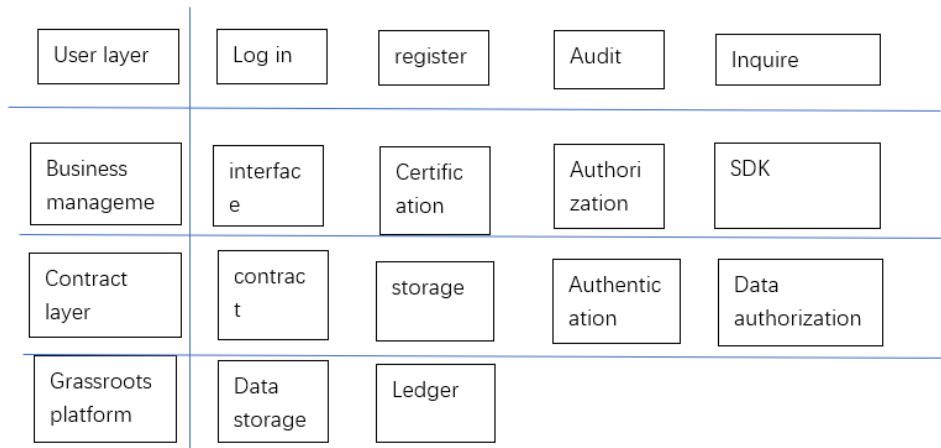 User layer
Log in
register
Audit
Inquire
Business
manageme
interfac
e
Certific
ation
Authori
zation
SDK
Contract
layer
contrac
t
storage
Authentic
ation
Data
authorization
Grassroots
platform
Data
storage
Ledger